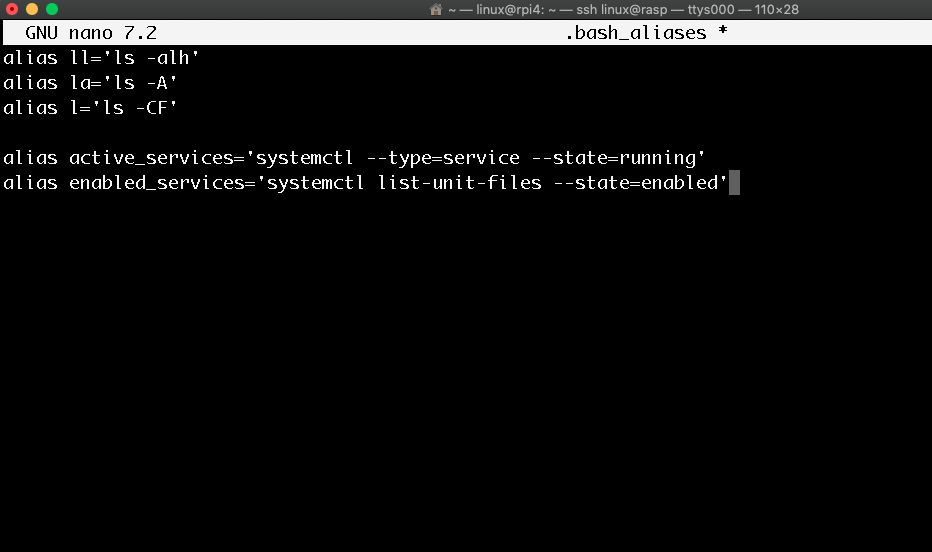 ~ — linux@rpi4: ~ — ssh linux@rasp — ttys000 — 110×28
GNU nano 7.2 .bash_aliases *
alias ll='ls -alh'
alias la='ls -A'
alias l='ls -CF'
alias active_services='systemctl --type=service --state=running'
alias enabled_services='systemctl list-unit-files --state=enabled'